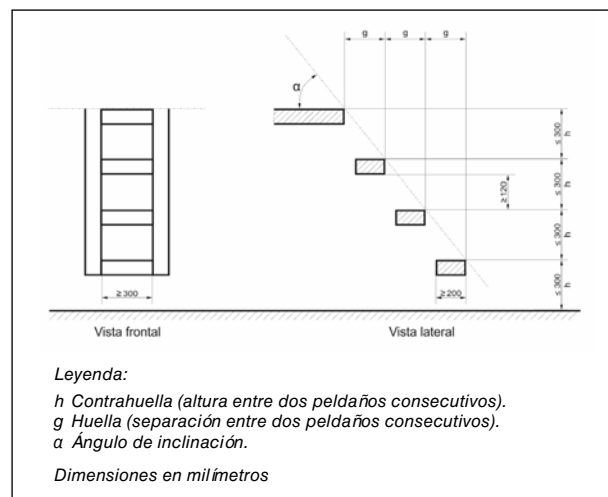 g g g
α
≤ 300 h
≤ 300 h
≥120
≤ 300 h
≤ 300 h
≥300
≥200
Vista frontal Vista lateral
Leyenda:
h Contrahuella (altura entre dos peldaños consecutivos).
g Huella (separación entre dos peldaños consecutivos).
α Ángulo de inclinación.
Dimensiones en milímetros